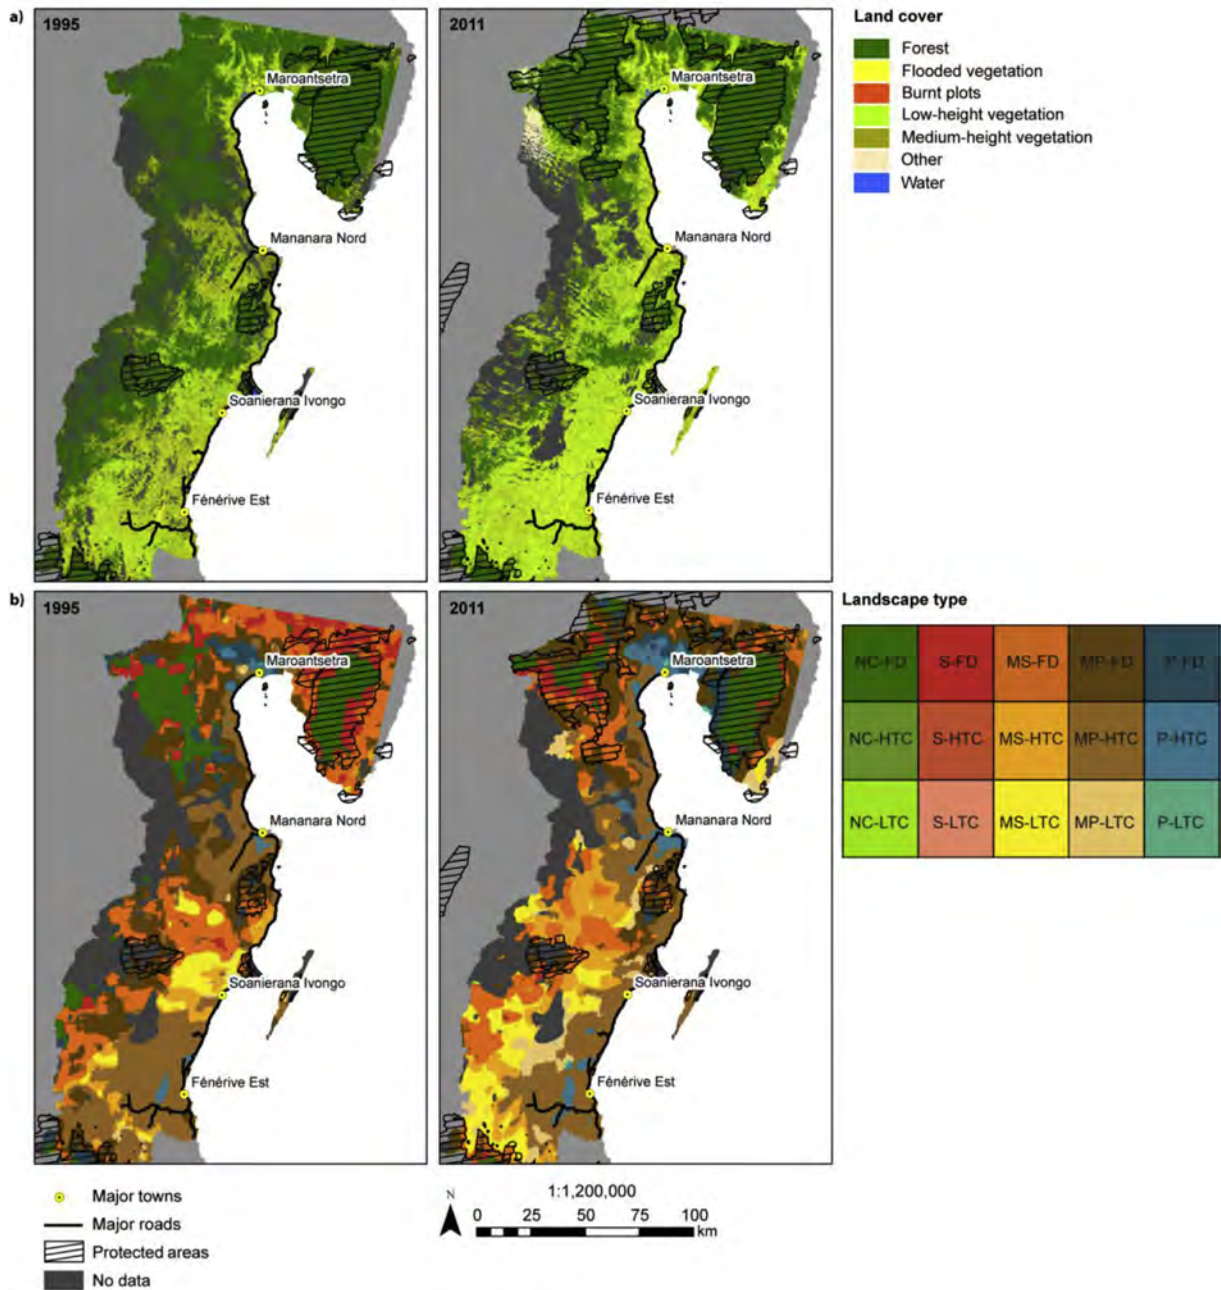 a)
1995
Maroantsetra
Mananara Nord
Soanierana Ivongo
Fénérive Est
2011
Maroantsetra
Mananara Nord
Soanierana Ivongo
Fénérive Est
Land cover
Forest
Flooded vegetation
Burnt plots
Low-height vegetation
Medium-height vegetation
Other
Water
b)
1995
Maroantsetra
Mananara Nord
Soanierana Ivongo
Fénérive Est
2011
Maroantsetra
Mananara Nord
Soanierana Ivongo
Fénérive Est
Landscape type
NC-FD S-FD MS-FD MP-FD P-FD
NC-HTC S-HTC MS-HTC MP-HTC P-HTC
NC-LTC S-LTC MS-LTC MP-LTC P-LTC
Major towns
Major roads
Protected areas
No data
N
1:1,200,000
0 25 50 75 100
km